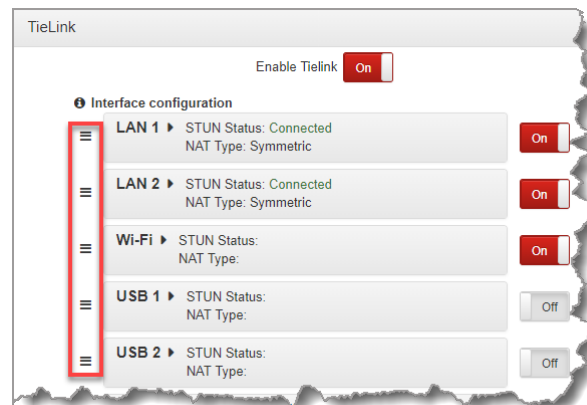 TieLink
Enable Tielink On
Interface configuration
LAN 1 STUN Status: Connected
NAT Type: Symmetric
On
LAN 2 STUN Status: Connected
NAT Type: Symmetric
On
Wi-Fi STUN Status:
NAT Type:
On
USB 1 STUN Status:
NAT Type:
Off
USB 2 STUN Status:
NAT Type:
Off